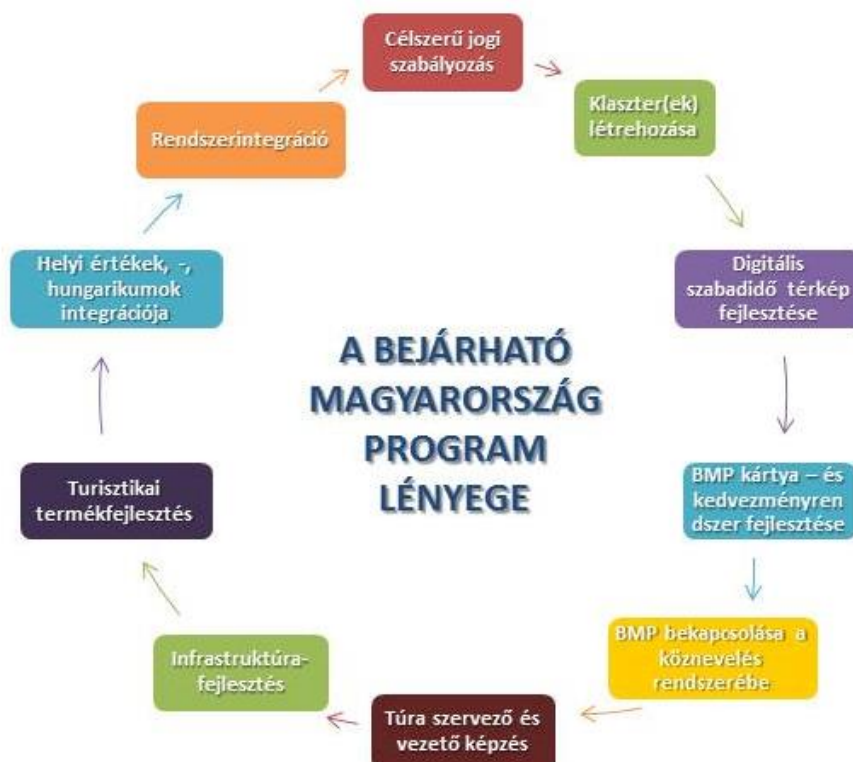 Célszerű jogi
szabályozás
Klaszter(ek)
létrehozása
Digitális
szabadidő térkép
fejlesztése
BMP kártya – és
kedvezményren
dszer fejlesztése
BMP bekapcsolása a
köznevelés
rendszerébe
Túra szervező és
vezető képzés
Infrastruktúra-
fejlesztés
Turisztikai
termékfejlesztés
Helyi értékek, -,
hungarikumok
integrációja
Rendszerintegráció
A BEJÁRHATÓ
MAGYARORSZÁG
PROGRAM
LÉNYEGE